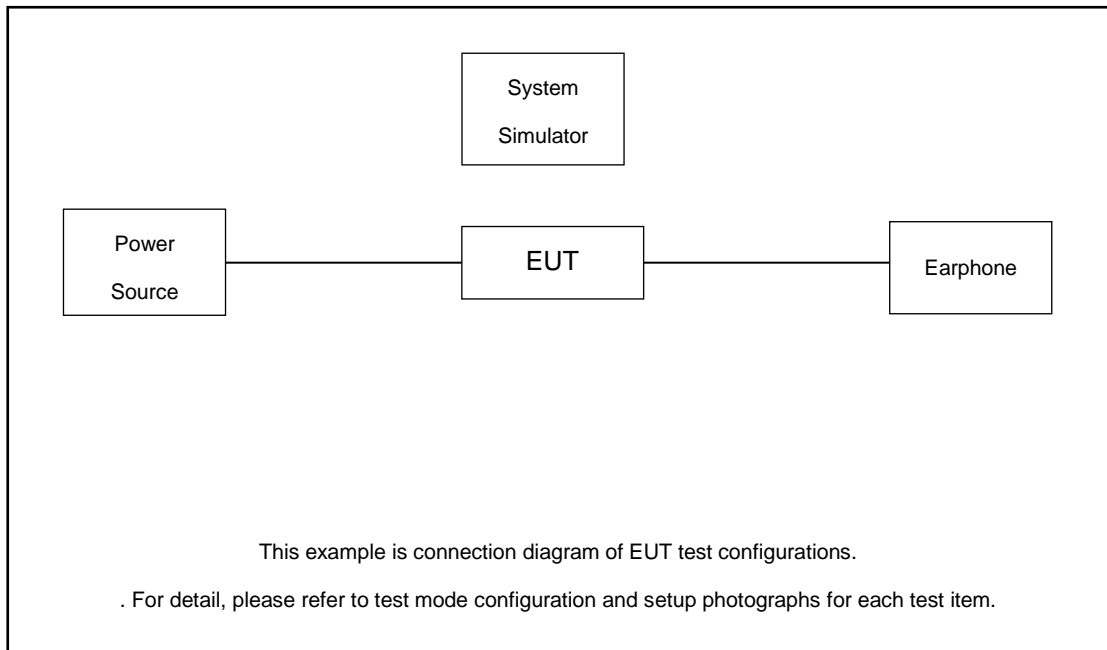 System
Simulator
Power
Source
EUT
Earphone
This example is connection diagram of EUT test configurations.
. For detail, please refer to test mode configuration and setup photographs for each test item.